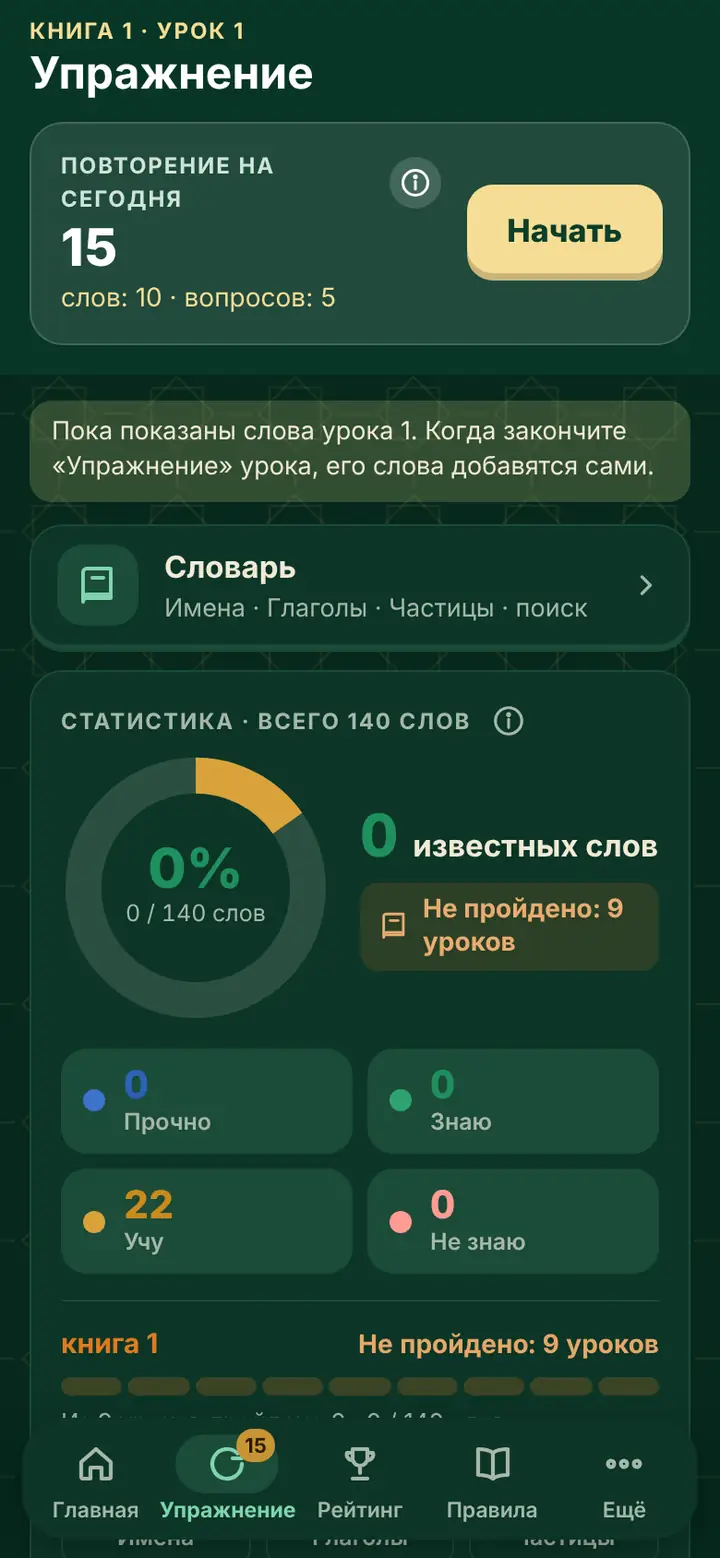 КНИГА 1 · УРОК 1
Упражнение
ПОВТОРЕНИЕ НА
СЕГОДНЯ
15
слов: 10 · вопросов: 5
Начать
Пока показаны слова урока 1. Когда закончите
«Упражнение» урока, его слова добавятся сами.
Словарь
Имена · Глаголы · Частицы · поиск
СТАТИСТИКА · ВСЕГО 140 СЛОВ
0%
0 / 140 слов
0 известных слов
Не пройдено: 9
уроков
0
Прочно
0
Знаю
22
Учу
0
Не знаю
книга 1
Не пройдено: 9 уроков
15
Главная
Упражнение
Рейтинг
Правила
Ещё
Имена
Глаголы
Частицы